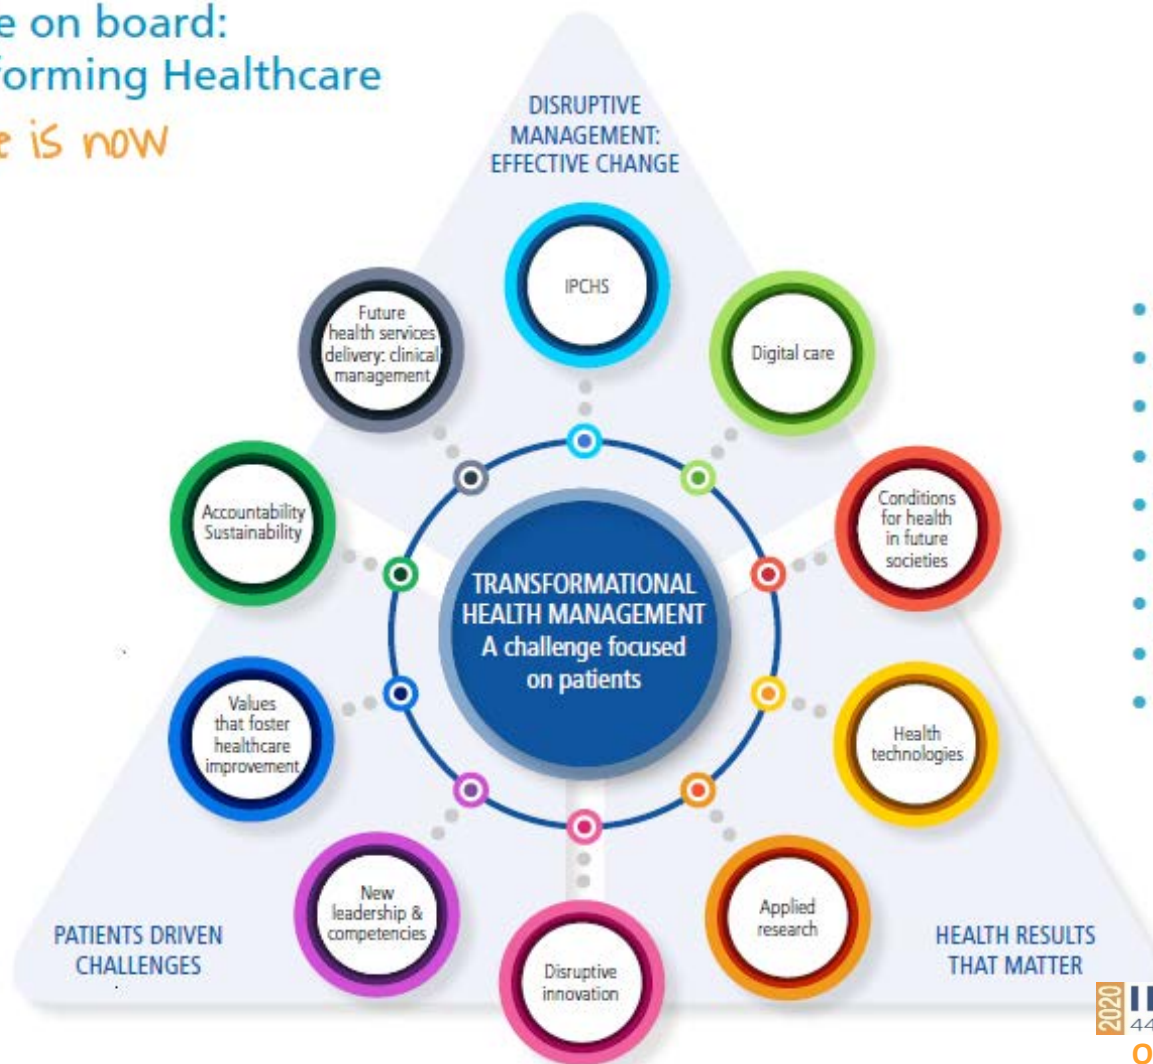 e on board:
forming Healthcare
e is now
DISRUPTIVE
MANAGEMENT:
EFFECTIVE CHANGE
IPCHS
Future
health services
delivery: clinical
management
Digital care
Accountability
Sustainability
Conditions
for health
in future
societies
TRANSFORMATIONAL
HEALTH MANAGEMENT
A challenge focused
on patients
Values
that foster
healthcare
improvement
Health
technologies
New
leadership &
competencies
Applied
research
Disruptive
innovation
PATIENTS DRIVEN
CHALLENGES
HEALTH RESULTS
THAT MATTER
2020
44